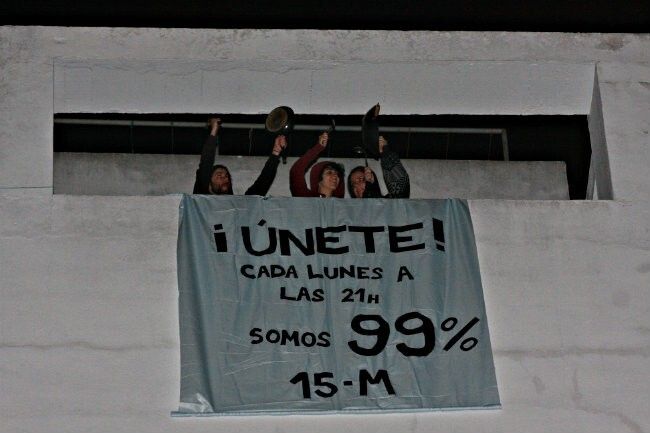 ¡ÚNETE!
CADA LUNES A
LAS 21H
SOMOS 99%
15-M